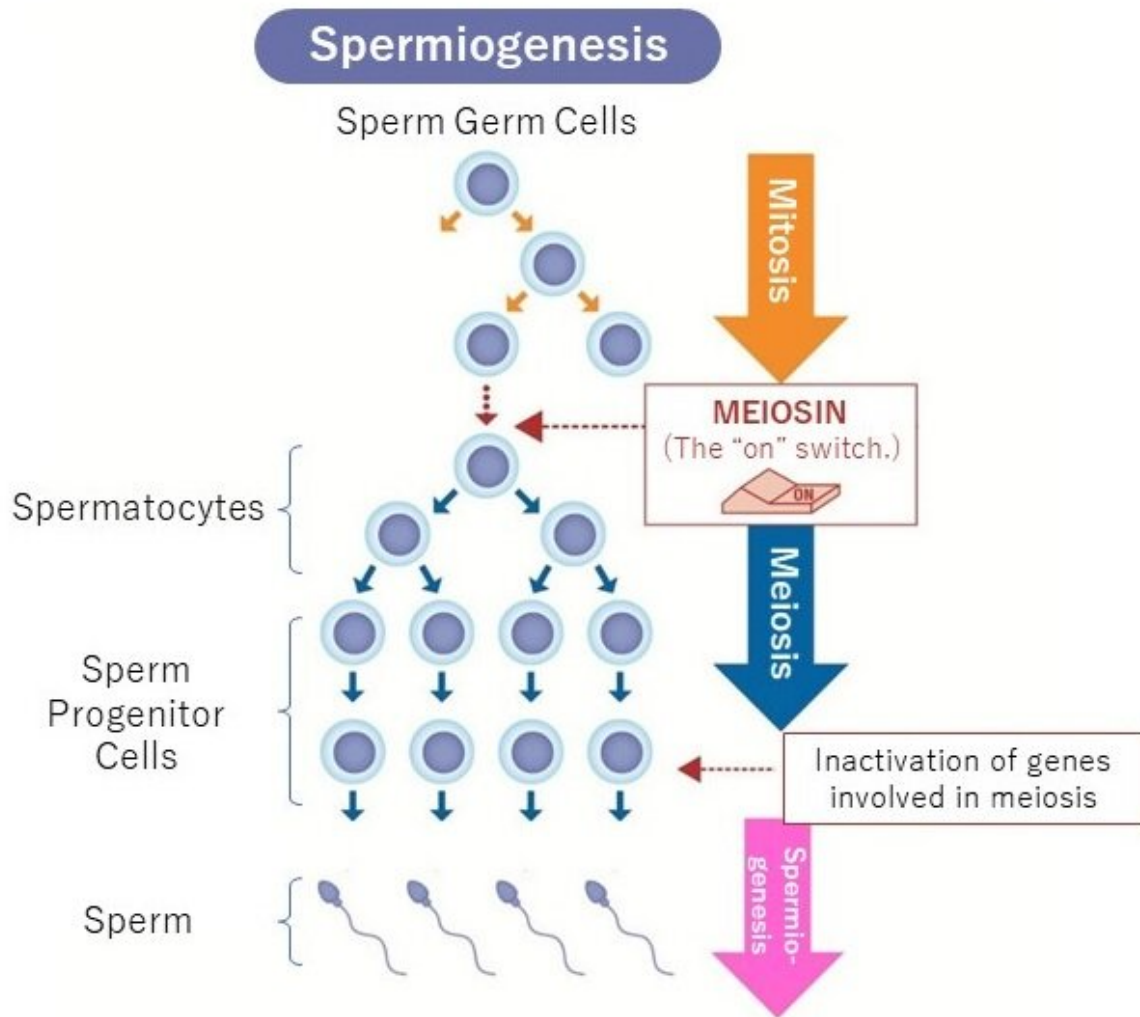 Spermiogenesis
Sperm Germ Cells
Mitosis
MEIOSIN
(The “on” switch.)
ON
Spermatocytes
Meiosis
Sperm
Progenitor
Cells
Inactivation of genes
involved in meiosis
Spermio-
genesis
Sperm